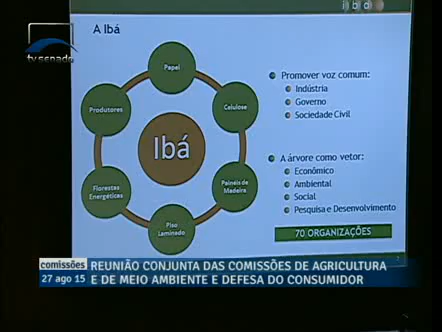 ibá
tv senado
A Ibá
Papel
Celulose
Painéis de
Madeira
Piso
Laminado
Florestas
Energéticas
Produtores
Ibá
Promover voz comum:
Indústria
Governo
Sociedade Civil
A árvore como vetor:
Econômico
Ambiental
Social
Pesquisa e Desenvolvimento
70 ORGANIZAÇÕES
comissões
27 ago 15
REUNIÃO CONJUNTA DAS COMISSÕES DE AGRICULTURA
E DE MEIO AMBIENTE E DEFESA DO CONSUMIDOR